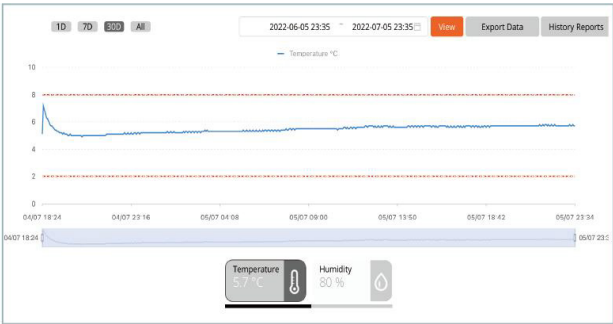 1D 7D 30D All 2022-06-05 23:35 ~ 2022-07-05 23:35 View Export Data History Reports
Temperature °C
10
8
6
4
2
0
04/07 18:24 04/07 23:16 05/07 04:08 05/07 09:00 05/07 13:50 05/07 18:42 05/07 23:34
04/07 18:24 05/07 23:3
Temperature Humidity
5.7 °C 80 %